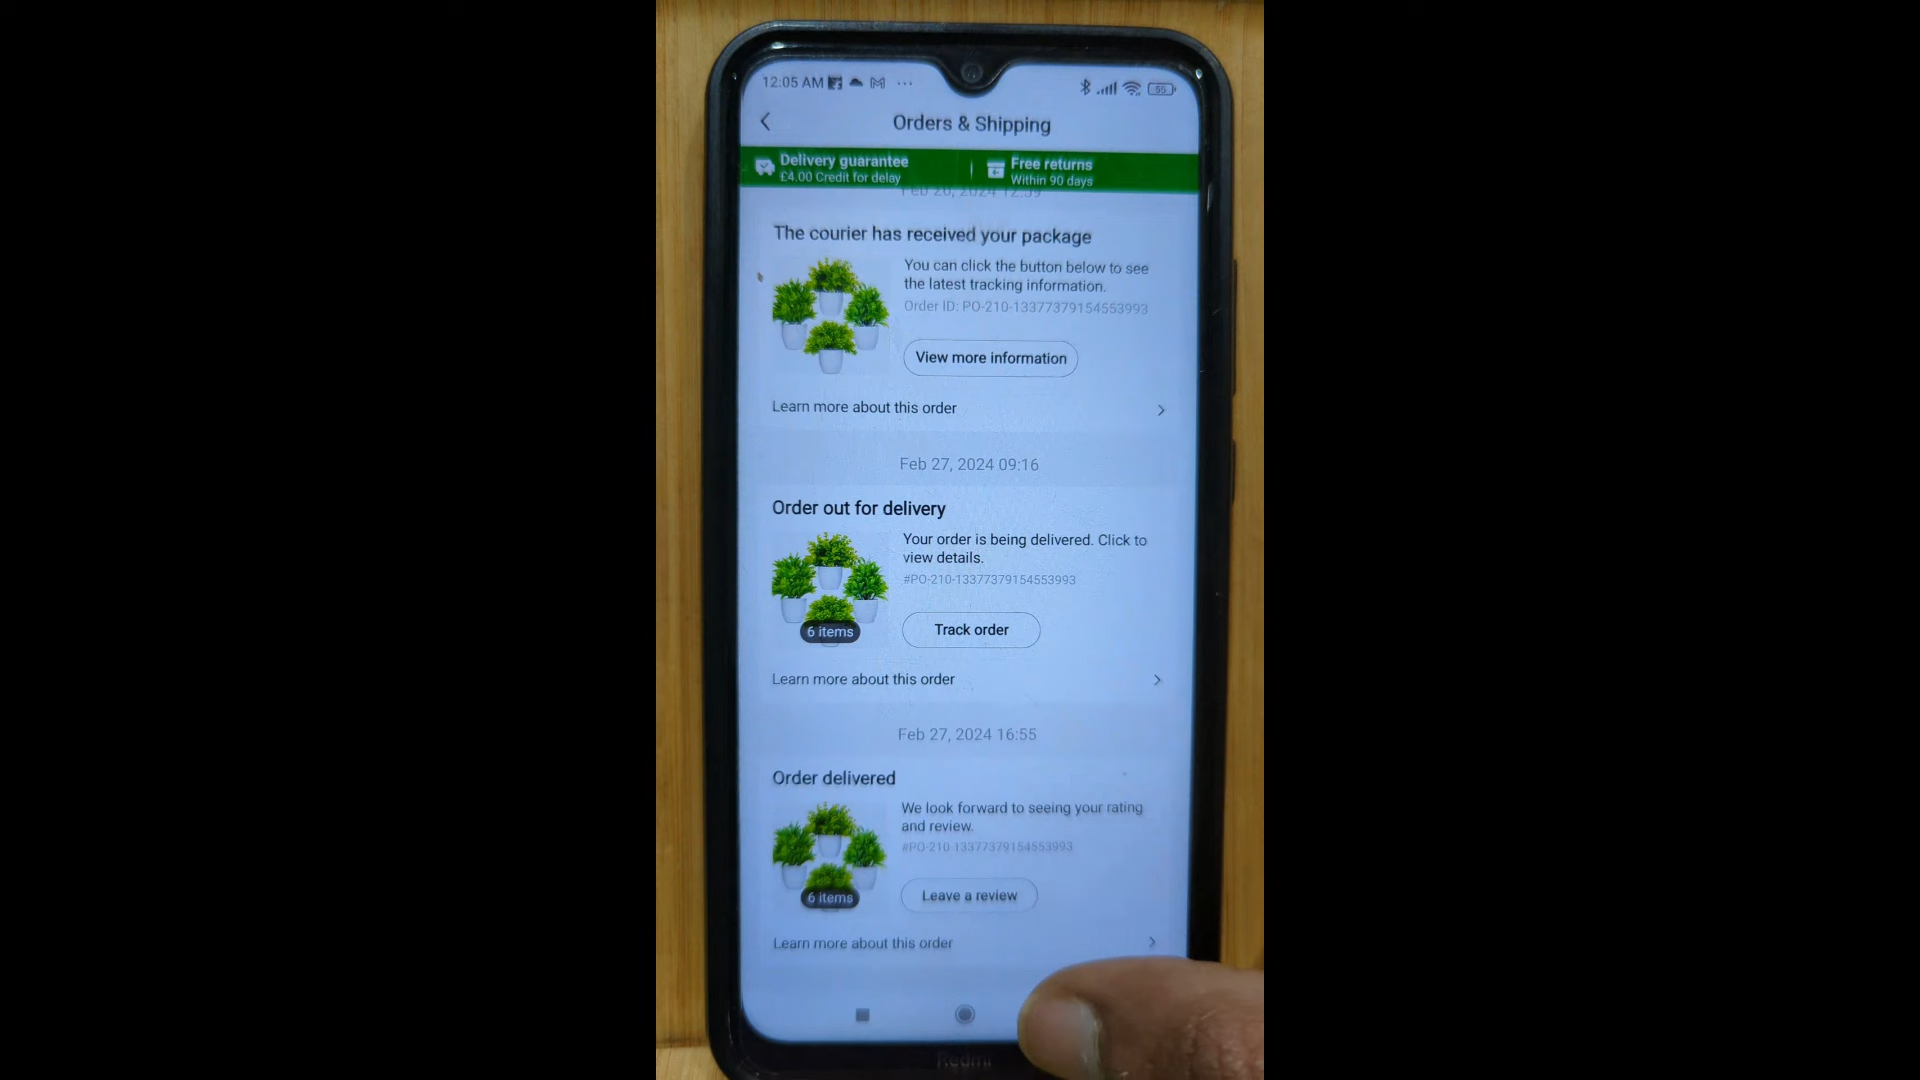 12:05 AM
55
Orders & Shipping
Delivery guarantee
£4.00 Credit for delay
Free returns
Within 90 days
The courier has received your package
You can click the button below to see
the latest tracking information.
Order ID: PO-210-13377379154553993
View more information
Learn more about this order
Feb 27, 2024 09:16
Order out for delivery
Your order is being delivered. Click to
view details.
#PO-210-13377379154553993
6 items
Track order
Learn more about this order
Feb 27, 2024 16:55
Order delivered
We look forward to seeing your rating
and review.
#PO-210-13377379154553993
6 items
Leave a review
Learn more about this order
Redmi